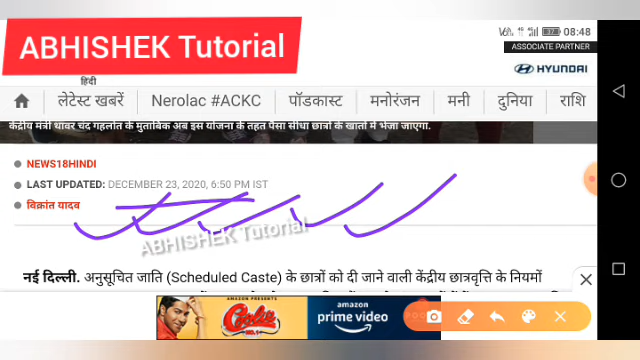 ABHISHEK Tutorial
08:48
ASSOCIATE PARTNER
HYUNDAI
हिंदी
लेटेस्ट खबरें
Nerolac #ACKC
पॉडकास्ट
मनोरंजन
मनी
दुनिया
राशि
केंद्रीय मंत्री थावर चंद गहलोत के मुताबिक अब इस योजना के तहत पैसा सीधा छात्रों के खातों में भेजा जाएगा.
NEWS18HINDI
LAST UPDATED: DECEMBER 23, 2020, 6:50 PM IST
विक्रांत यादव
ABHISHEK Tutorial
नई दिल्ली. अनुसूचित जाति (Scheduled Caste) के छात्रों को दी जाने वाली केंद्रीय छात्रवृत्ति के नियमों
AMAZON PRESENTS
Coolie
amazon
prime video